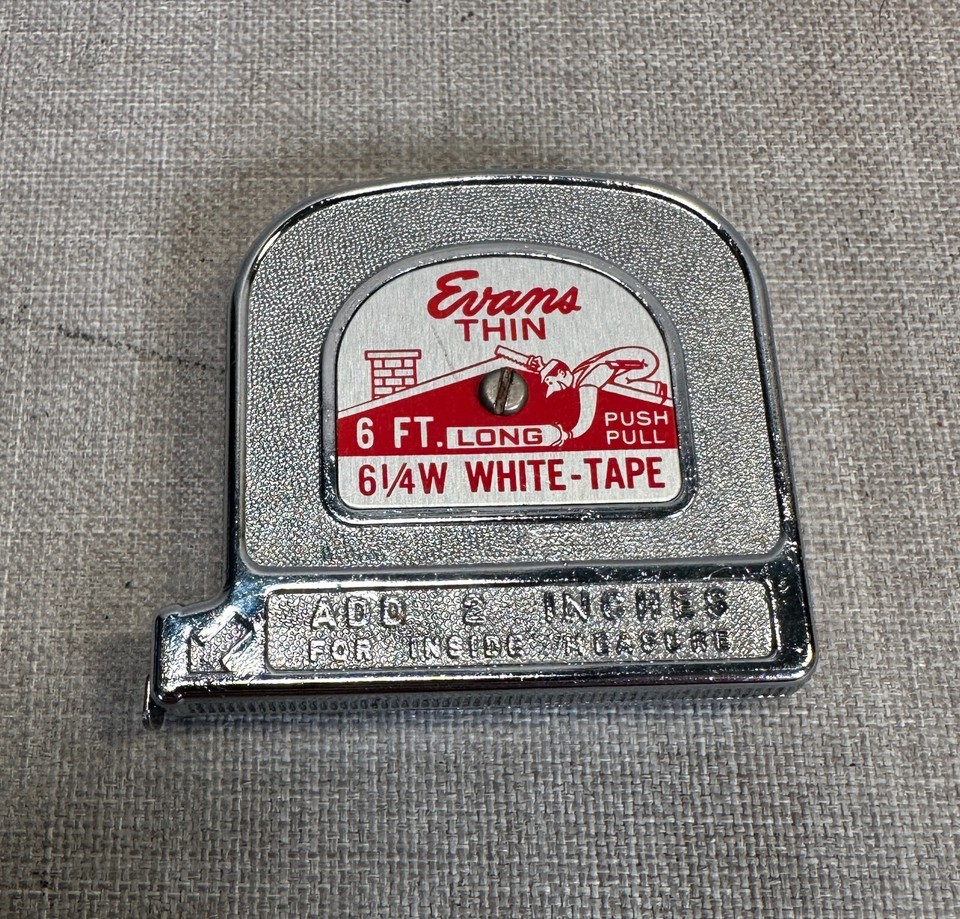 Evans
THIN
6 FT. LONG
PUSH
PULL
6 1/4W WHITE-TAPE
ADD 2 INCHES
FOR INSIDE MEASURE